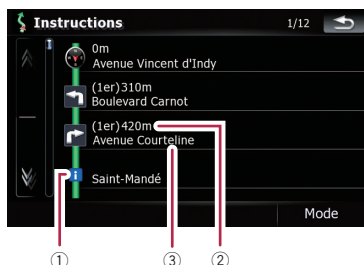 Instructions 1/12
0m
Avenue Vincent d'Indy
(1er)310m
Boulevard Carnot
(1er)420m
Avenue Courteline
Saint-Mandé
Mode
① ③ ②